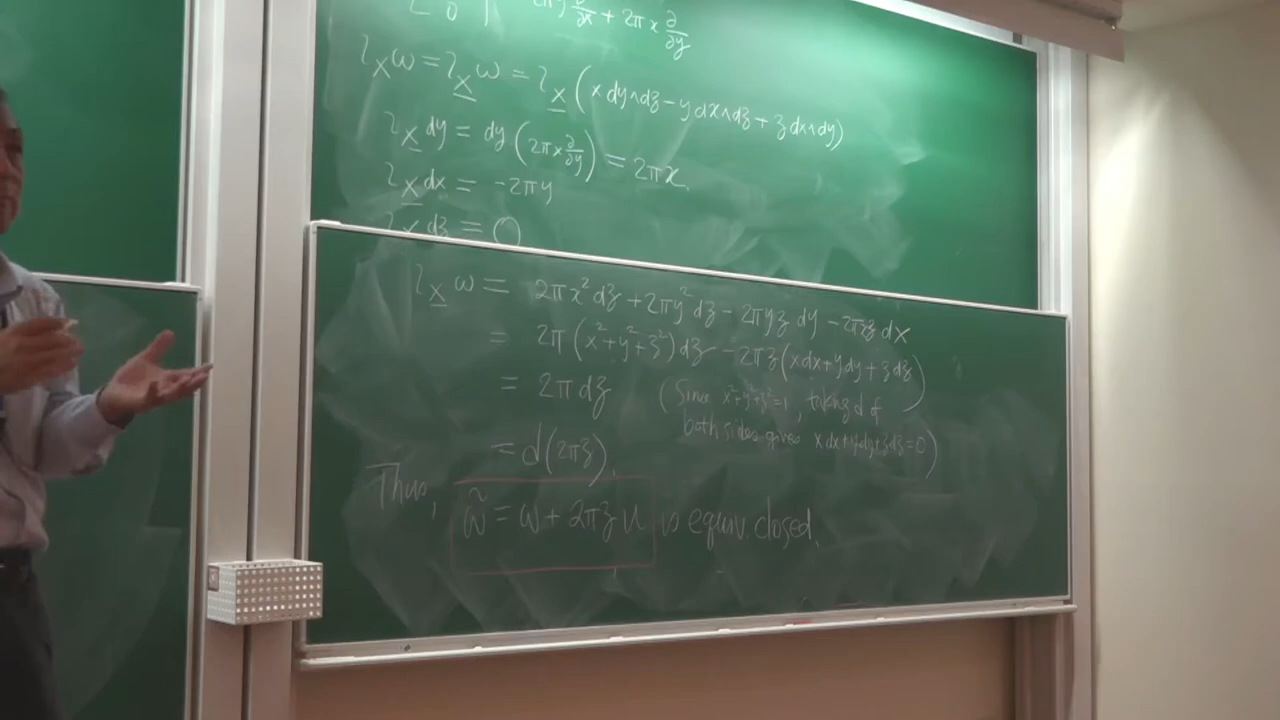 ∂/∂x + 2πx ∂/∂y
ι_X ω = ι_X ω = ι_X (x dy∧dz − y dx∧dz + z dx∧dy)
ι_X dy = dy (2πx ∂/∂y) = 2πx.
ι_X dx = −2πy
ι_X dz = 0
ι_X ω = 2πx² dz + 2πy² dz − 2πyz dy − 2πxz dx
= 2π (x²+y²+z²) dz − 2πz (x dx + y dy + z dz)
= 2π dz (Since x²+y²+z²=1, taking d of
both sides gives x dx + y dy + z dz = 0)
= d(2πz).
Thus, ω̃ = ω + 2πz u is equiv. closed.